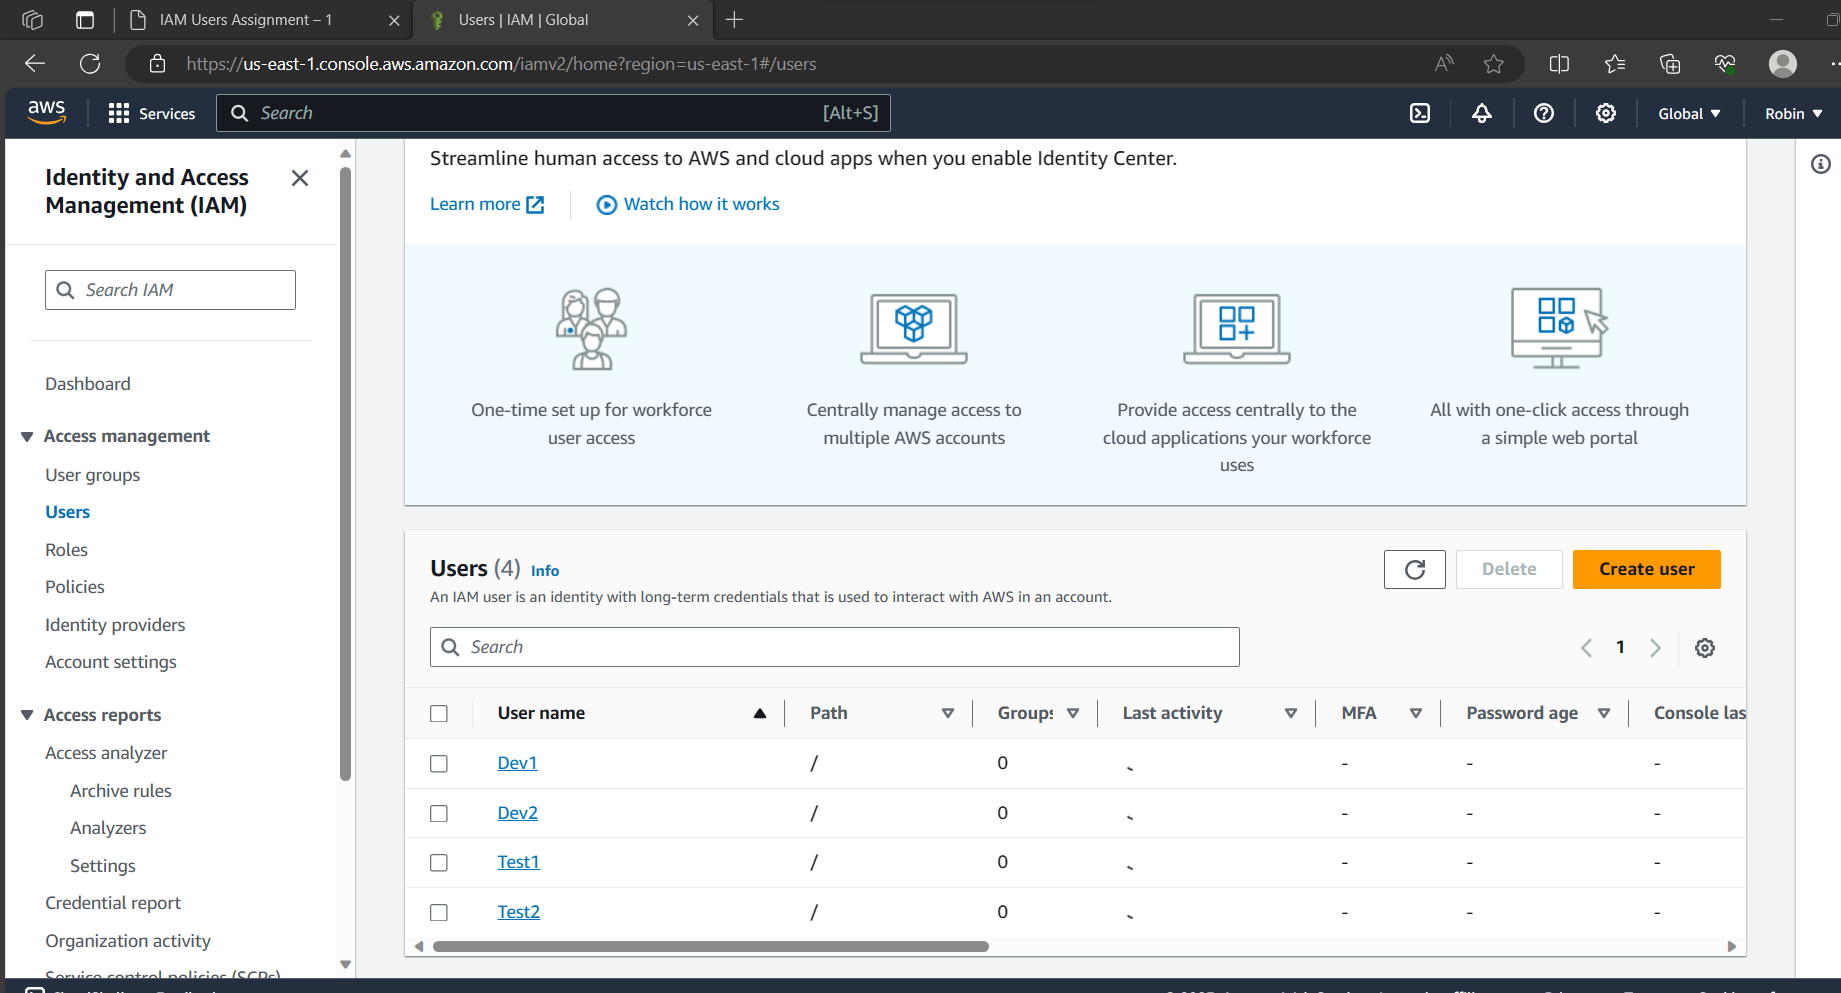 IAM Users Assignment – 1
Users | IAM | Global
https://us-east-1.console.aws.amazon.com/iamv2/home?region=us-east-1#/users
aws
Services
Search
[Alt+S]
Global
Robin
Identity and Access
Management (IAM)
Search IAM
Dashboard
Access management
User groups
Users
Roles
Policies
Identity providers
Account settings
Access reports
Access analyzer
Archive rules
Analyzers
Settings
Credential report
Organization activity
Service control policies (SCPs)
Streamline human access to AWS and cloud apps when you enable Identity Center.
Learn more
Watch how it works
One-time set up for workforce
user access
Centrally manage access to
multiple AWS accounts
Provide access centrally to the
cloud applications your workforce
uses
All with one-click access through
a simple web portal
Users (4) Info
An IAM user is an identity with long-term credentials that is used to interact with AWS in an account.
Delete
Create user
Search
1
User name Path Groups Last activity MFA Password age Console las
Dev1 / 0 - - - -
Dev2 / 0 - - - -
Test1 / 0 - - - -
Test2 / 0 - - - -